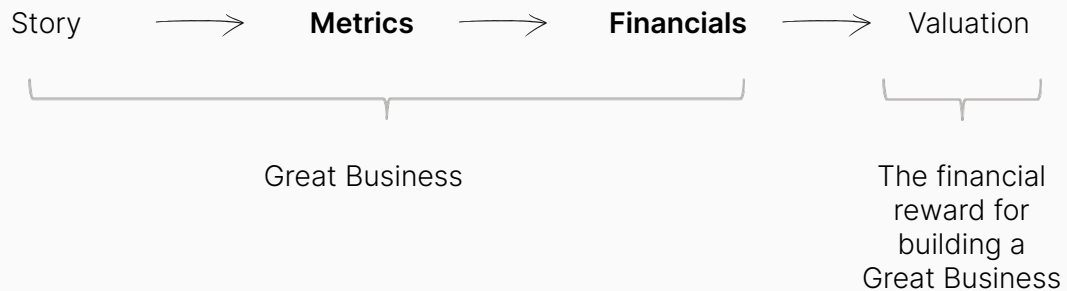 Story Metrics Financials Valuation
Great Business
The financial
reward for
building a
Great Business